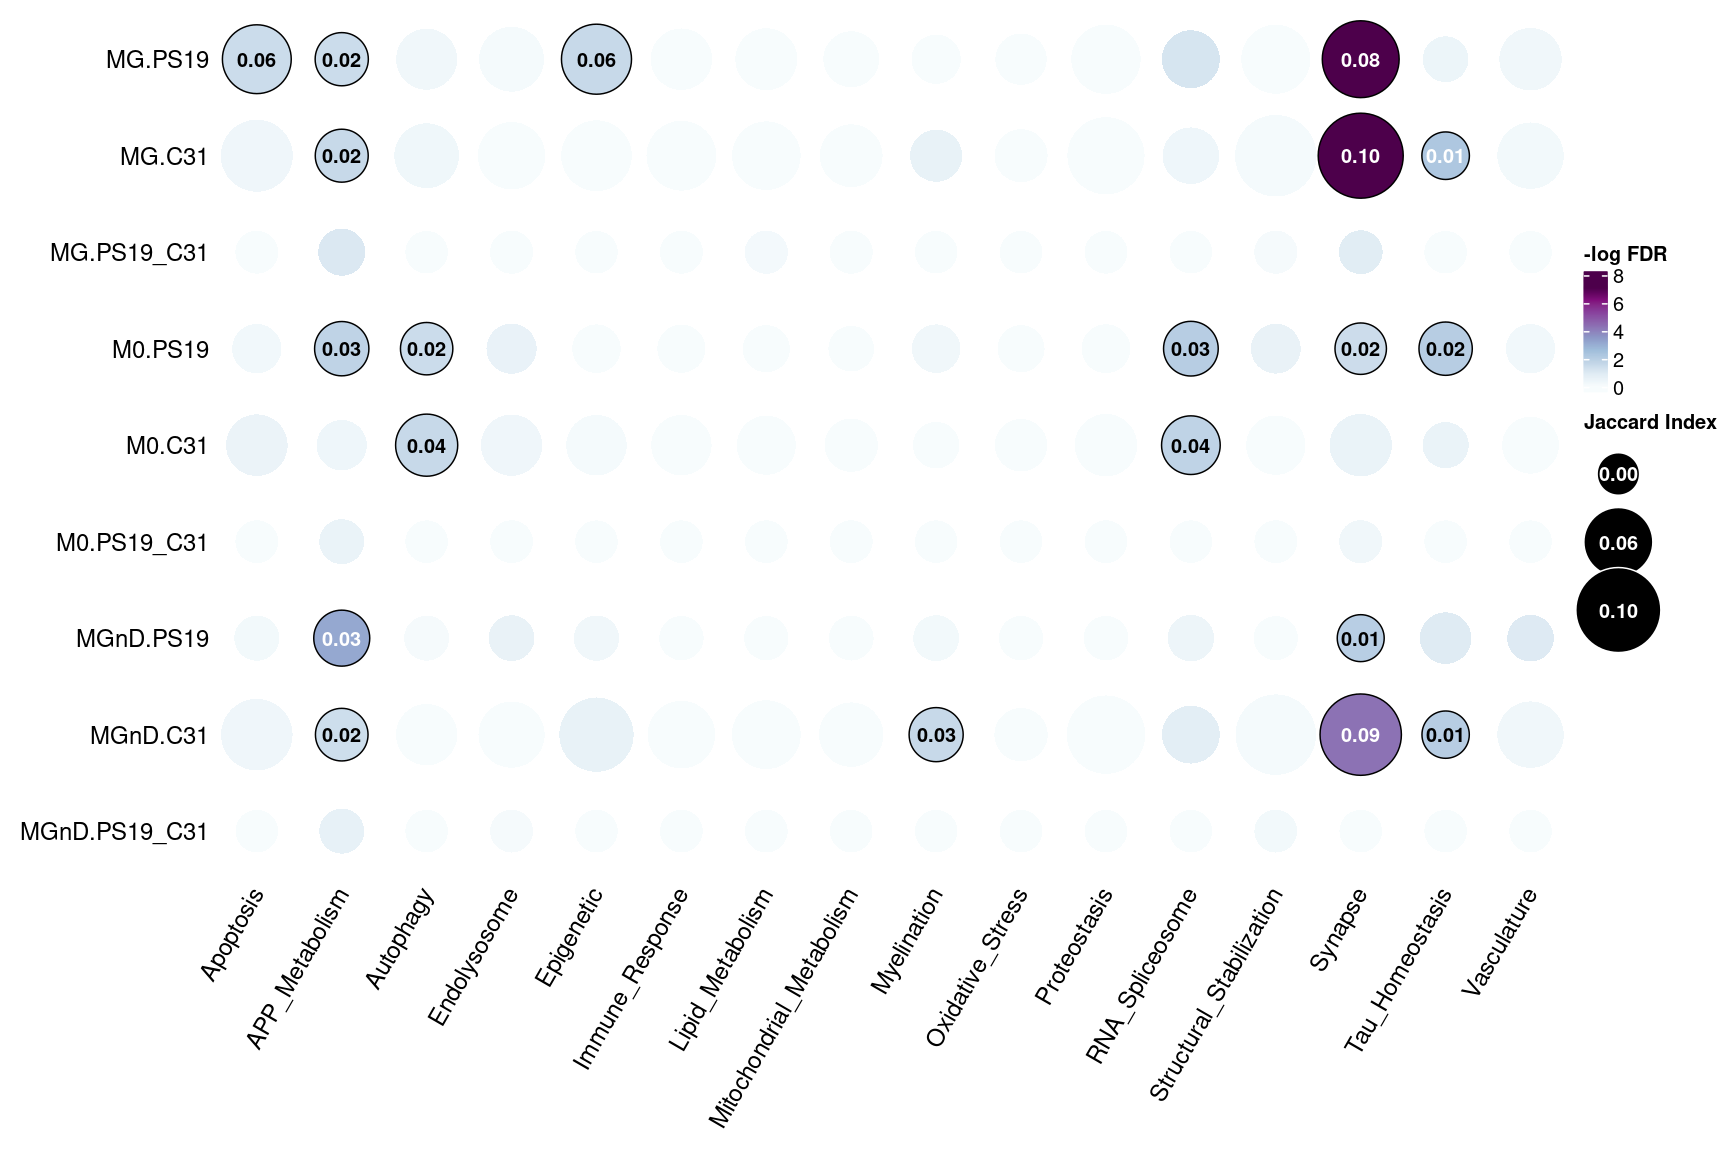 MG.PS19 0.06 0.02 0.06 0.08
MG.C31 0.02 0.10 0.01
MG.PS19_C31
M0.PS19 0.03 0.02 0.03 0.02 0.02
M0.C31 0.04 0.04
M0.PS19_C31
MGnD.PS19 0.03 0.01
MGnD.C31 0.02 0.03 0.09 0.01
MGnD.PS19_C31
Apoptosis
APP_Metabolism
Autophagy
Endolysosome
Epigenetic
Immune_Response
Lipid_Metabolism
Mitochondrial_Metabolism
Myelination
Oxidative_Stress
Proteostasis
RNA_Spliceosome
Structural_Stabilization
Synapse
Tau_Homeostasis
Vasculature
-log FDR
8
6
4
2
0
Jaccard Index
0.00
0.06
0.10